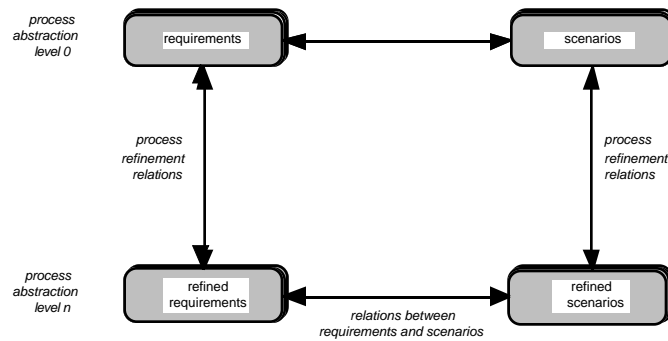 process
abstraction
level 0
requirements
scenarios
process
refinement
relations
process
refinement
relations
process
abstraction
level n
refined
requirements
refined
scenarios
relations between
requirements and scenarios